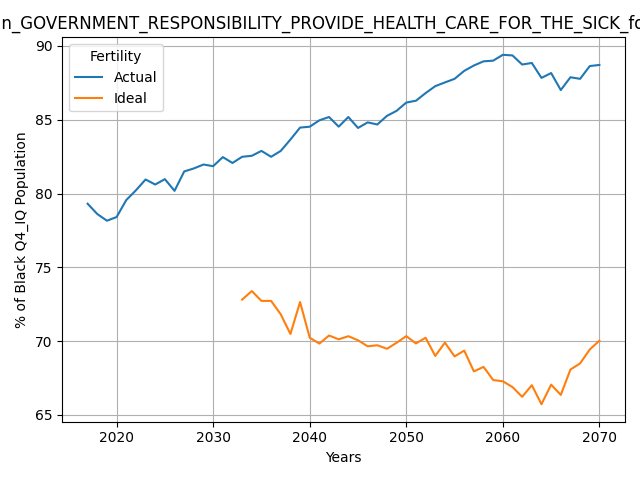 n_GOVERNMENT_RESPONSIBILITY_PROVIDE_HEALTH_CARE_FOR_THE_SICK_fo
Fertility
Actual
Ideal
90
85
80
75
70
65
% of Black Q4_IQ Population
2020 2030 2040 2050 2060 2070
Years